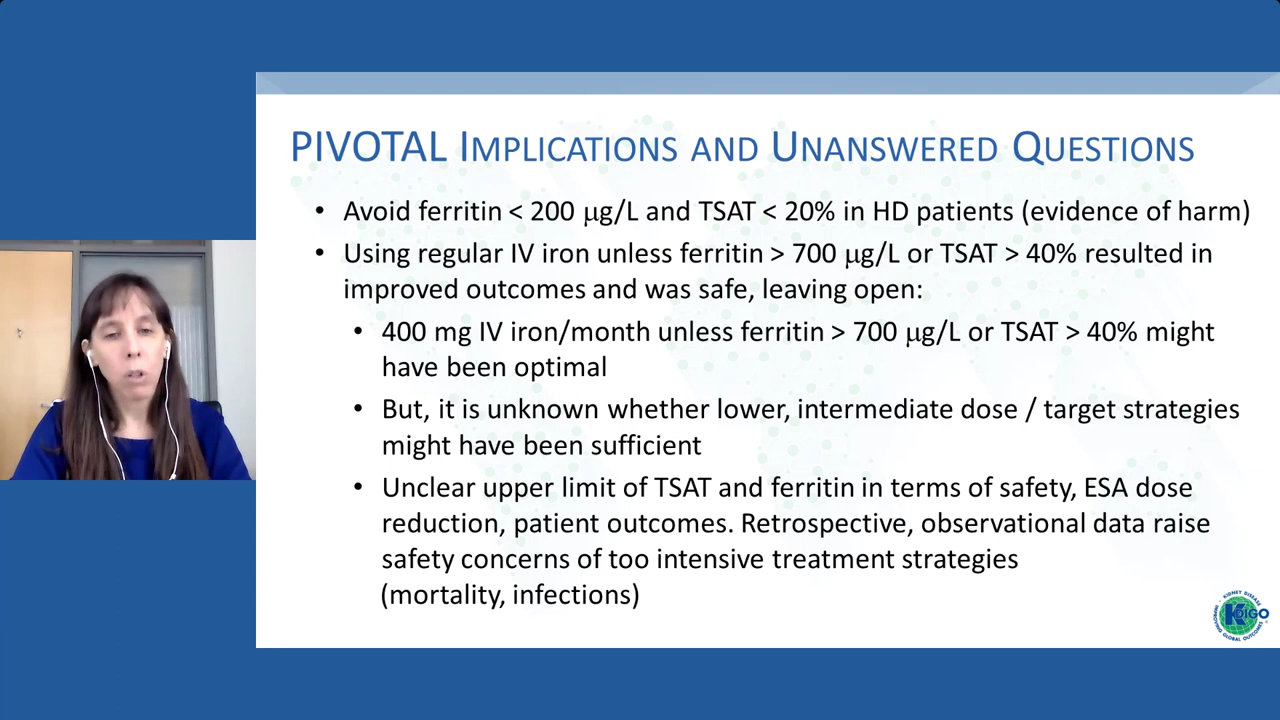 PIVOTAL IMPLICATIONS AND UNANSWERED QUESTIONS
• Avoid ferritin < 200 µg/L and TSAT < 20% in HD patients (evidence of harm)
• Using regular IV iron unless ferritin > 700 µg/L or TSAT > 40% resulted in
improved outcomes and was safe, leaving open:
• 400 mg IV iron/month unless ferritin > 700 µg/L or TSAT > 40% might
have been optimal
• But, it is unknown whether lower, intermediate dose / target strategies
might have been sufficient
• Unclear upper limit of TSAT and ferritin in terms of safety, ESA dose
reduction, patient outcomes. Retrospective, observational data raise
safety concerns of too intensive treatment strategies
(mortality, infections)
KIDNEY DISEASE
KDIGO
IMPROVING GLOBAL OUTCOMES